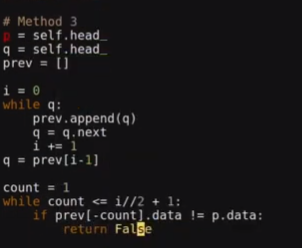 # Method 3
p = self.head_
q = self.head_
prev = []
i = 0
while q:
    prev.append(q)
    q = q.next
    i += 1
q = prev[i-1]
count = 1
while count <= i//2 + 1:
    if prev[-count].data != p.data:
        return False